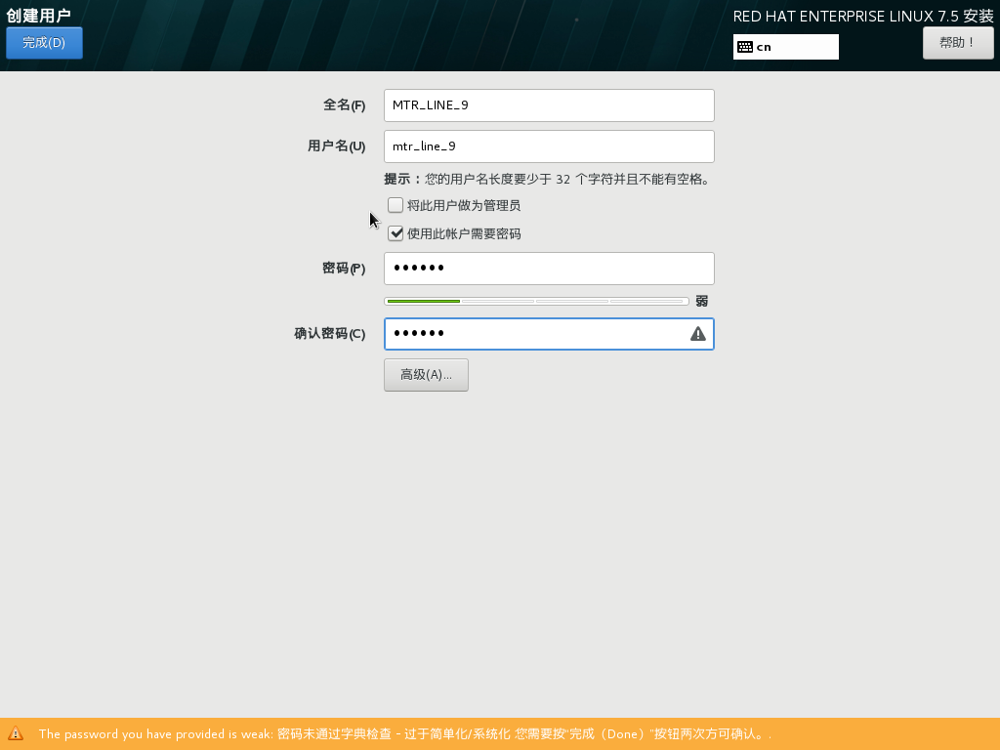 创建用户
RED HAT ENTERPRISE LINUX 7.5 安装
完成(D)
cn
帮助！
全名(F)
MTR_LINE_9
用户名(U)
mtr_line_9
提示：您的用户名长度要少于 32 个字符并且不能有空格。
将此用户做为管理员
使用此帐户需要密码
密码(P)
••••••
弱
确认密码(C)
••••••
高级(A)...
The password you have provided is weak: 密码未通过字典检查 - 过于简单化/系统化 您需要按“完成（Done）”按钮两次方可确认。.